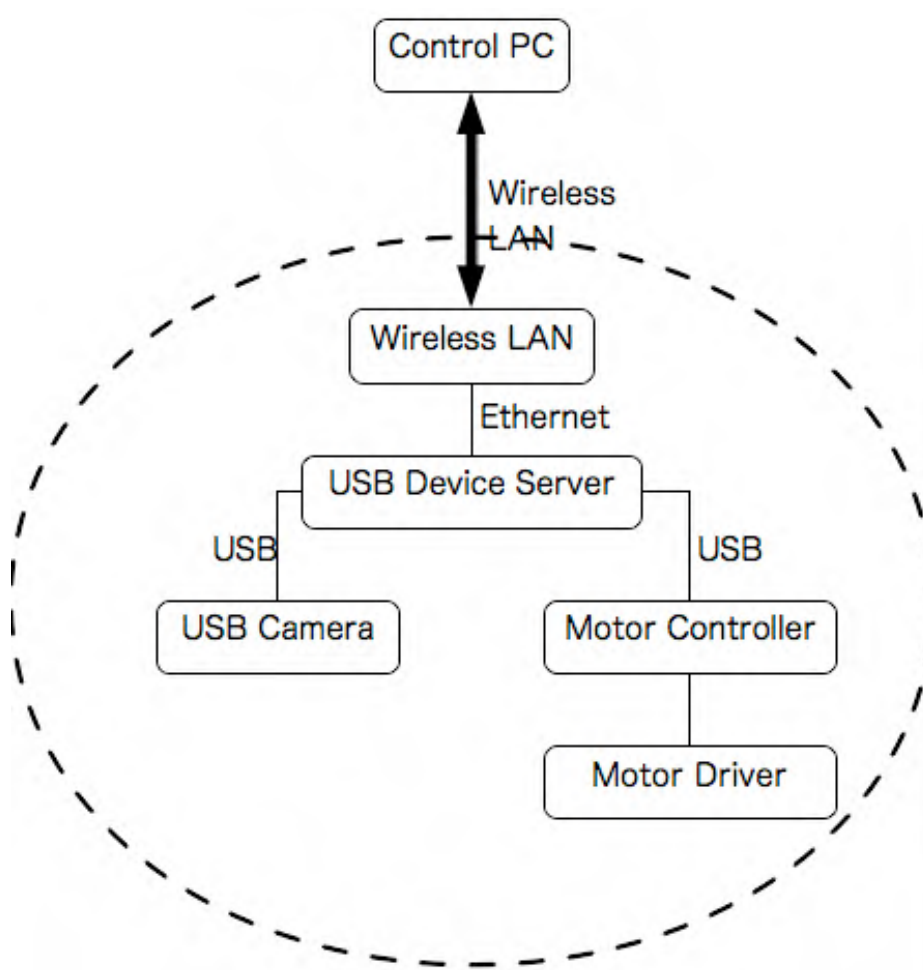 Control PC
Wireless
LAN
Wireless LAN
Ethernet
USB Device Server
USB
USB
USB Camera
Motor Controller
Motor Driver